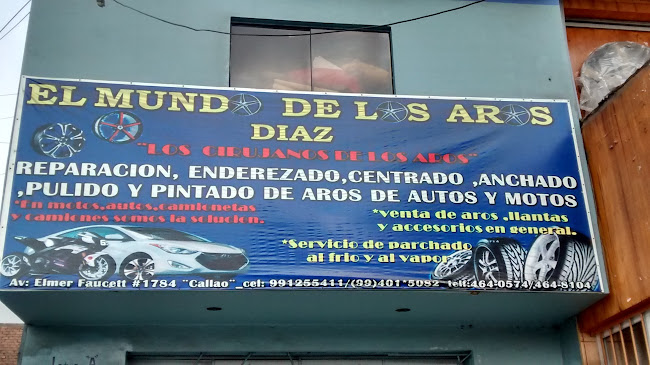 EL MUNDO DE LOS AROS
DIAZ
"LOS CIRUJANOS DE LOS AROS"
REPARACION, ENDEREZADO,CENTRADO ,ANCHADO
,PULIDO Y PINTADO DE AROS DE AUTOS Y MOTOS
*En motos,autos,camionetas
y camiones somos la solucion.
*venta de aros ,llantas
y accesorios en general.
*Servicio de parchado
al frio y al vapor
Av: Elmer Faucett #1784 "Callao"_cel: 991255411/(99)401*5082 telf:464-0574/464-8104